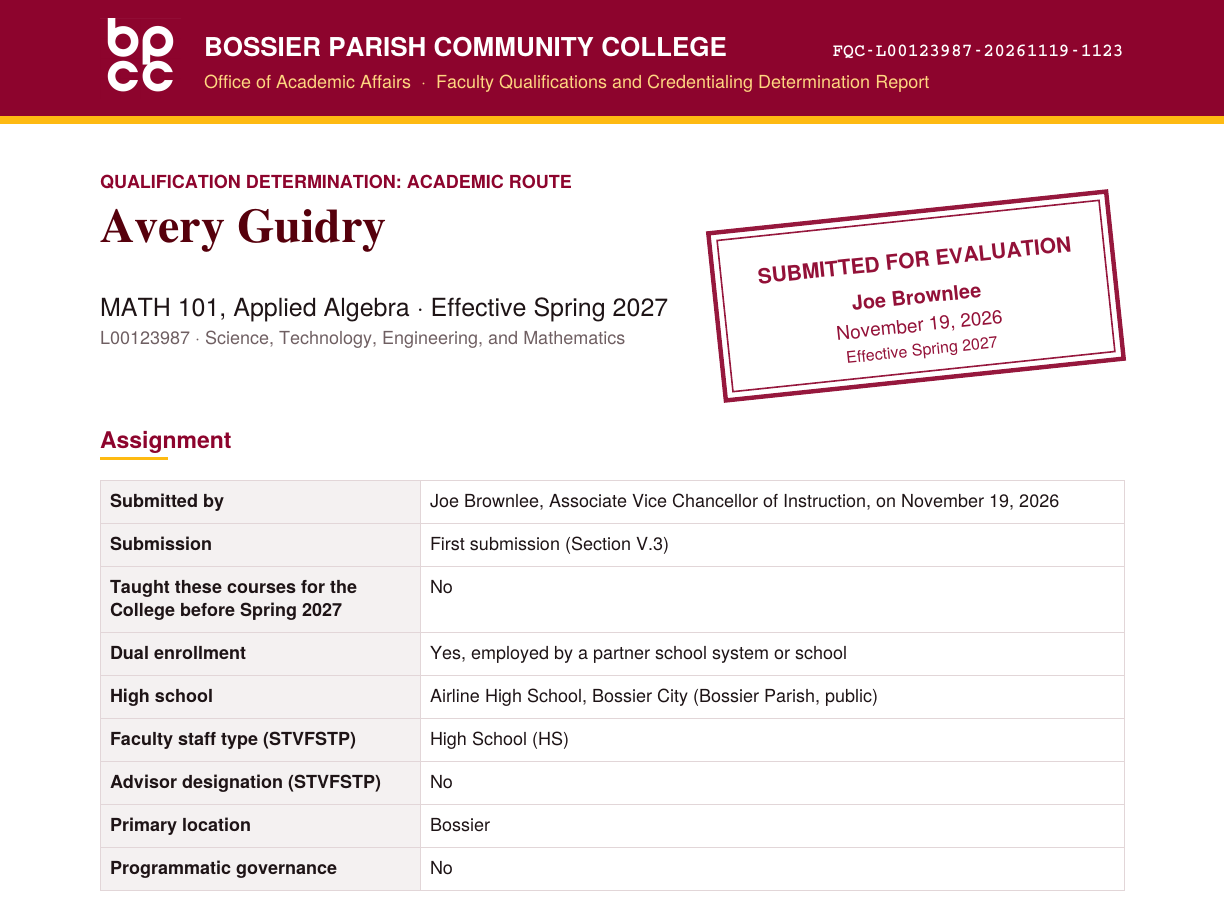 bp
cc
BOSSIER PARISH COMMUNITY COLLEGE
FQC-L00123987-20261119-1123
Office of Academic Affairs · Faculty Qualifications and Credentialing Determination Report
QUALIFICATION DETERMINATION: ACADEMIC ROUTE
Avery Guidry
MATH 101, Applied Algebra · Effective Spring 2027
L00123987 · Science, Technology, Engineering, and Mathematics
SUBMITTED FOR EVALUATION
Joe Brownlee
November 19, 2026
Effective Spring 2027
Assignment
Submitted by Joe Brownlee, Associate Vice Chancellor of Instruction, on November 19, 2026
Submission First submission (Section V.3)
Taught these courses for the No
College before Spring 2027
Dual enrollment Yes, employed by a partner school system or school
High school Airline High School, Bossier City (Bossier Parish, public)
Faculty staff type (STVFSTP) High School (HS)
Advisor designation (STVFSTP) No
Primary location Bossier
Programmatic governance No